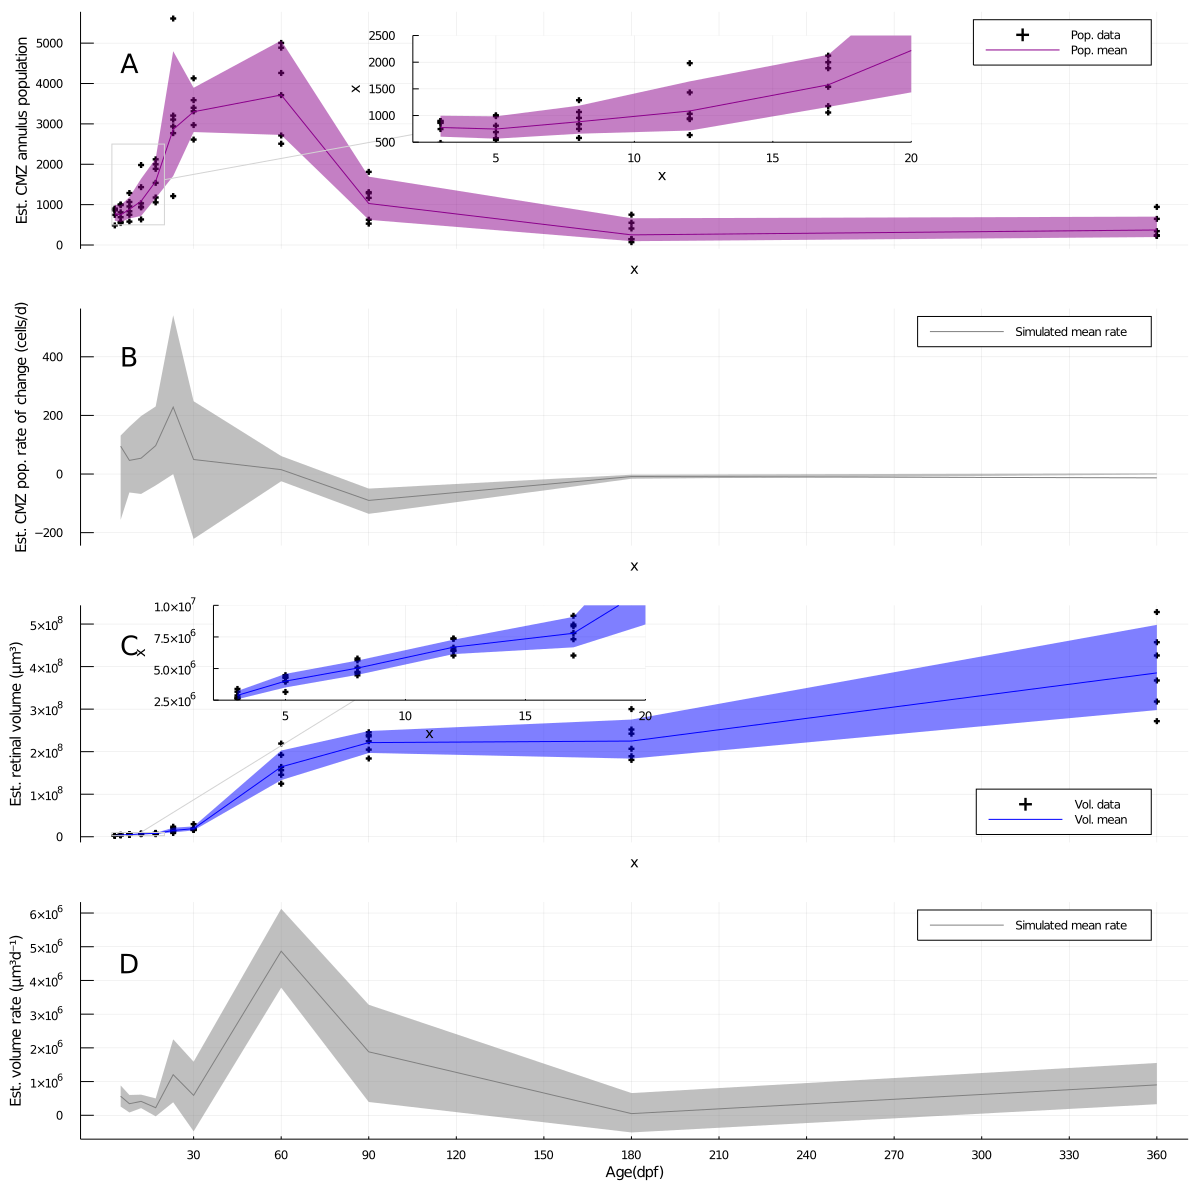 Est. CMZ annulus population
5000
4000
3000
2000
1000
0
A
2500
2000
1500
1000
500
x
5
10
15
20
x
Pop. data
Pop. mean
x
Est. CMZ pop. rate of change (cells/d)
400
200
0
−200
B
Simulated mean rate
x
Est. retinal volume (μm³)
5×10⁸
4×10⁸
3×10⁸
2×10⁸
1×10⁸
0
C
x
1.0×10⁷
7.5×10⁶
5.0×10⁶
2.5×10⁶
5
10
15
20
x
Vol. data
Vol. mean
x
Est. volume rate (μm³d⁻¹)
6×10⁶
5×10⁶
4×10⁶
3×10⁶
2×10⁶
1×10⁶
0
D
Simulated mean rate
30 60 90 120 150 180 210 240 270 300 330 360
Age(dpf)